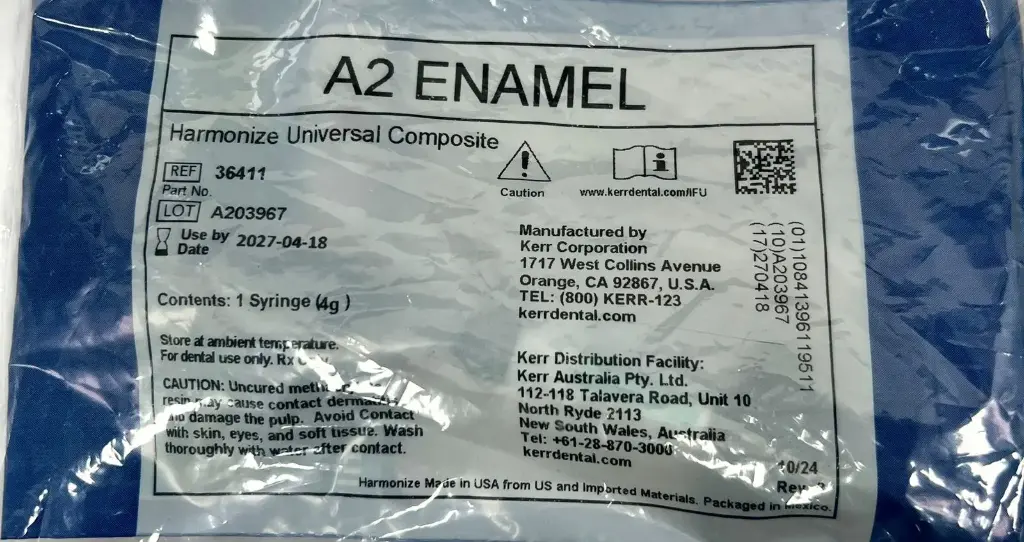 A2 ENAMEL
Harmonize Universal Composite
REF 36411
Part No.
LOT A203967
Use by
Date 2027-04-18
Contents: 1 Syringe (4g )
Store at ambient temperature.
For dental use only. Rx
CAUTION: Uncured
resin may cause contact
damage the pulp. Avoid Contact
with skin, eyes, and soft tissue. Wash
thoroughly with water after contact.
Caution
www.kerrdental.com/IFU
Manufactured by
Kerr Corporation
1717 West Collins Avenue
Orange, CA 92867, U.S.A.
TEL: (800) KERR-123
kerrdental.com
(01)10841396119511
(10)A203967
(17)270418
Kerr Distribution Facility:
Kerr Australia Pty. Ltd.
112-118 Talavera Road, Unit 10
North Ryde 2113
New South Wales, Australia
Tel: +61-28-870-3000
kerrdental.com
10/24
Rev.
Harmonize Made in USA from US and Imported Materials. Packaged in Mexico.